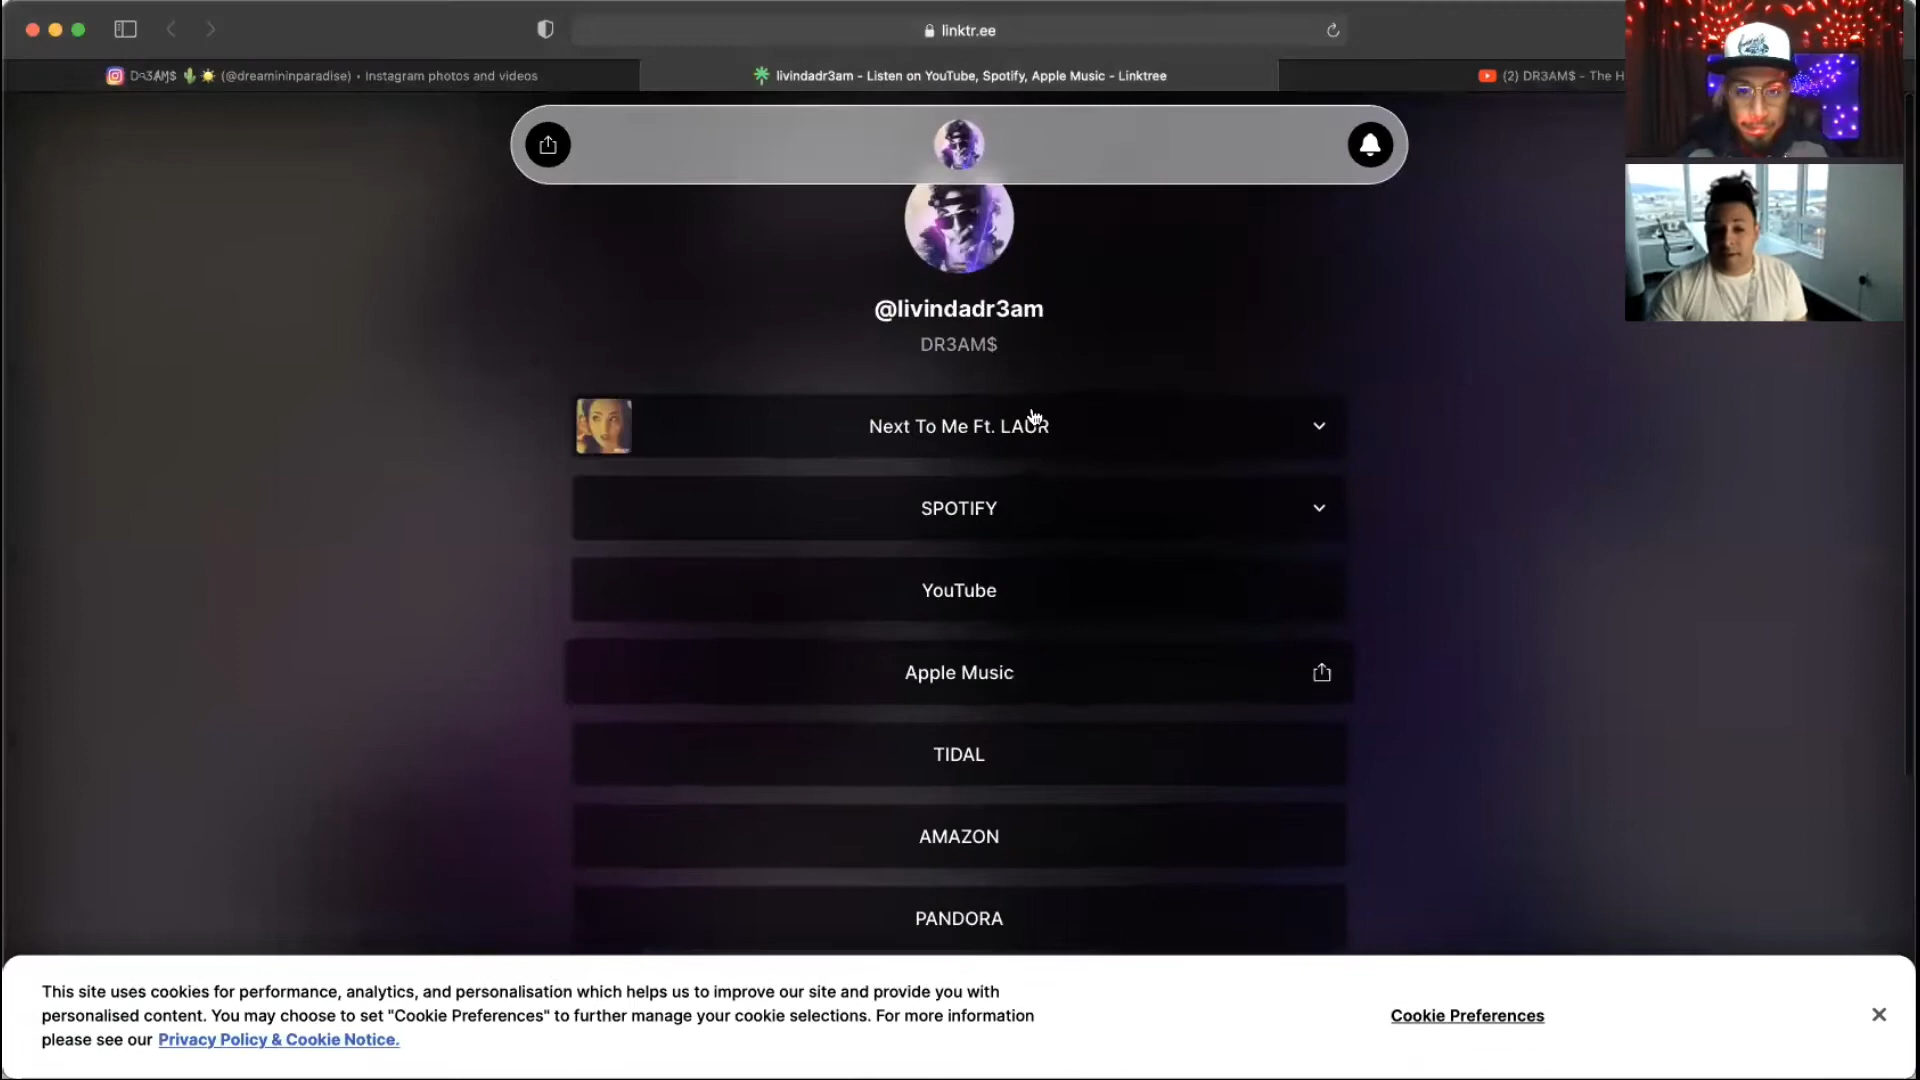 linktr.ee
(@dreamininparadise) • Instagram photos and videos
livindadr3am - Listen on YouTube, Spotify, Apple Music - Linktree
(2) DR3AM$ - The H
@livindadr3am
DR3AM$
Next To Me Ft. LAUR
SPOTIFY
YouTube
Apple Music
TIDAL
AMAZON
PANDORA
This site uses cookies for performance, analytics, and personalisation which helps us to improve our site and provide you with
personalised content. You may choose to set "Cookie Preferences" to further manage your cookie selections. For more information
please see our Privacy Policy & Cookie Notice.
Cookie Preferences